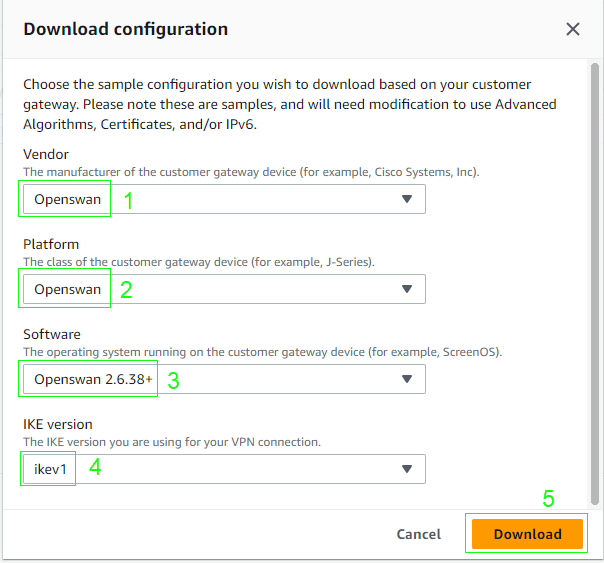 Download configuration
Choose the sample configuration you wish to download based on your customer
gateway. Please note these are samples, and will need modification to use Advanced
Algorithms, Certificates, and/or IPv6.
Vendor
The manufacturer of the customer gateway device (for example, Cisco Systems, Inc).
Openswan 1
Platform
The class of the customer gateway device (for example, J-Series).
Openswan 2
Software
The operating system running on the customer gateway device (for example, ScreenOS).
Openswan 2.6.38+ 3
IKE version
The IKE version you are using for your VPN connection.
ikev1 4
5
Cancel Download